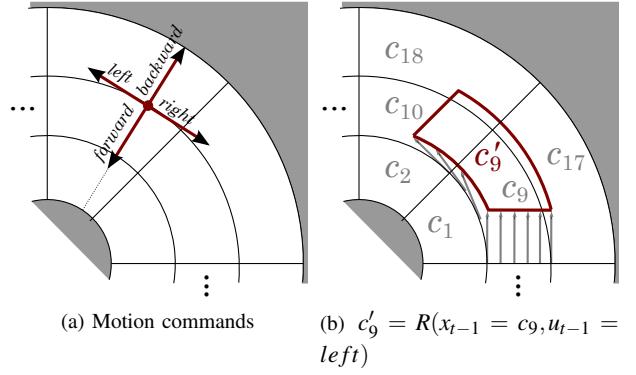 left
backward
forward
right
...
...
(a) Motion commands
c₁₈
c₁₀
c′₉
c₁₇
c₂
c₉
c₁
...
...
(b) c′₉ = R(xₜ₋₁ = c₉, uₜ₋₁ =
left)